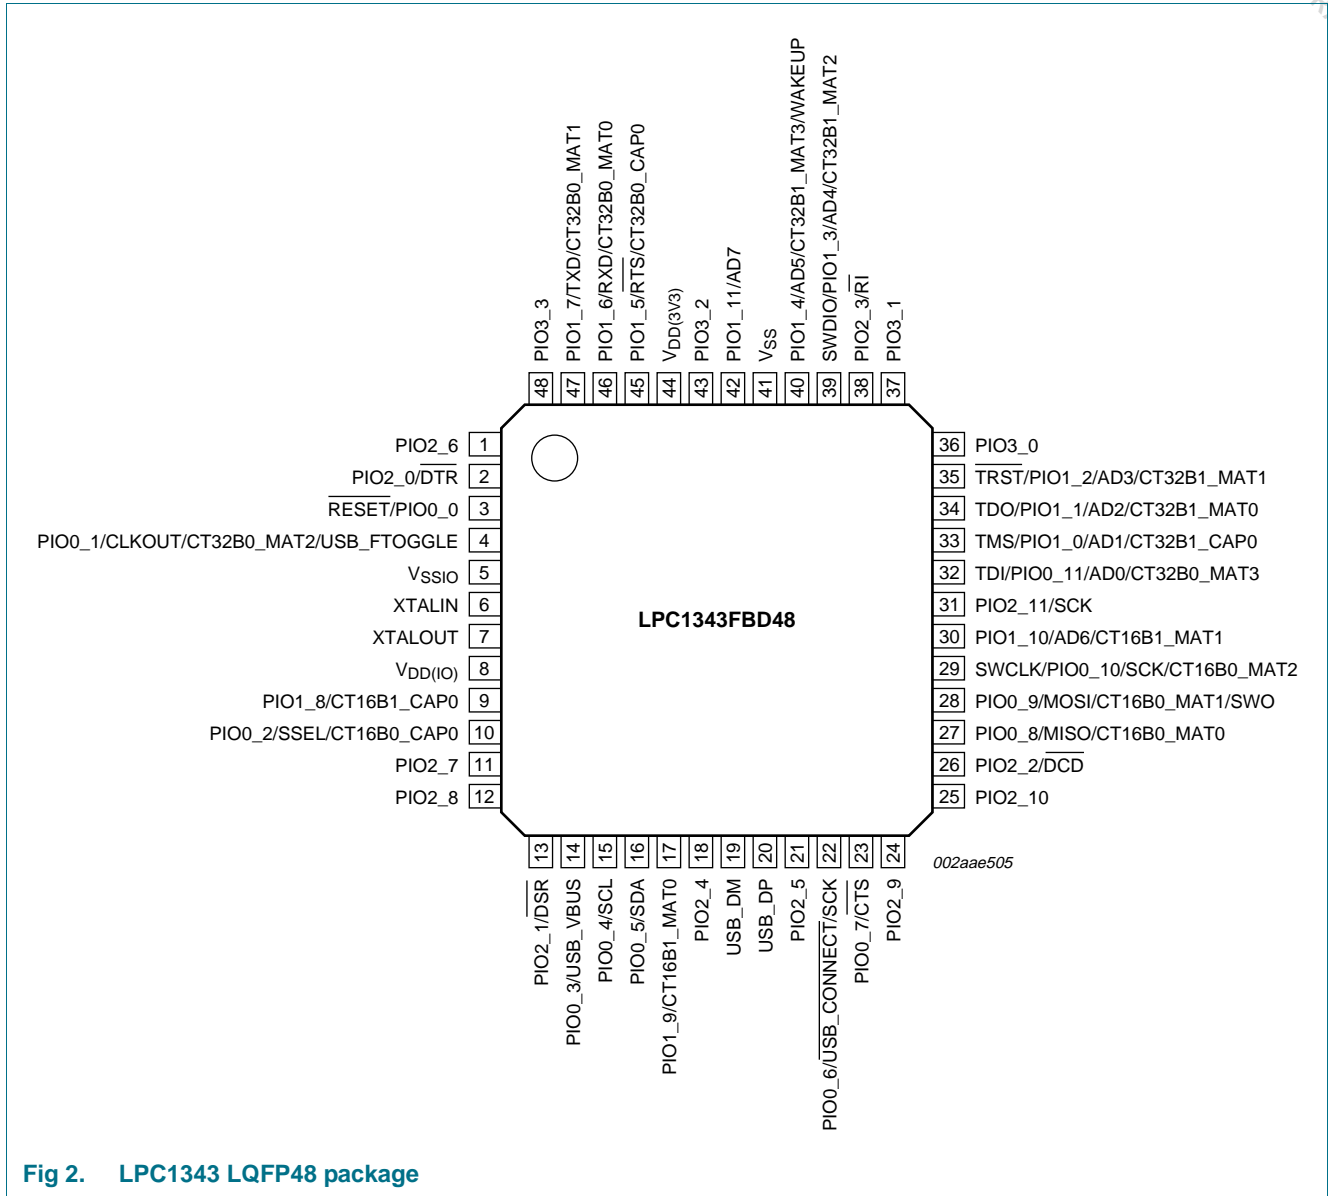 PIO3_3
PIO1_7/TXD/CT32B0_MAT1
PIO1_6/RXD/CT32B0_MAT0
PIO1_5/RTS/CT32B0_CAP0
VDD(3V3)
PIO3_2
PIO1_11/AD7
VSS
PIO1_4/AD5/CT32B1_MAT3/WAKEUP
SWDIO/PIO1_3/AD4/CT32B1_MAT2
PIO2_3/RI
PIO3_1
48 47 46 45 44 43 42 41 40 39 38 37
PIO2_6 1
PIO2_0/DTR 2
RESET/PIO0_0 3
PIO0_1/CLKOUT/CT32B0_MAT2/USB_FTOGGLE 4
VSSIO 5
XTALIN 6
XTALOUT 7
VDD(IO) 8
PIO1_8/CT16B1_CAP0 9
PIO0_2/SSEL/CT16B0_CAP0 10
PIO2_7 11
PIO2_8 12
LPC1343FBD48
36 PIO3_0
35 TRST/PIO1_2/AD3/CT32B1_MAT1
34 TDO/PIO1_1/AD2/CT32B1_MAT0
33 TMS/PIO1_0/AD1/CT32B1_CAP0
32 TDI/PIO0_11/AD0/CT32B0_MAT3
31 PIO2_11/SCK
30 PIO1_10/AD6/CT16B1_MAT1
29 SWCLK/PIO0_10/SCK/CT16B0_MAT2
28 PIO0_9/MOSI/CT16B0_MAT1/SWO
27 PIO0_8/MISO/CT16B0_MAT0
26 PIO2_2/DCD
25 PIO2_10
13 14 15 16 17 18 19 20 21 22 23 24
PIO2_1/DSR
PIO0_3/USB_VBUS
PIO0_4/SCL
PIO0_5/SDA
PIO1_9/CT16B1_MAT0
PIO2_4
USB_DM
USB_DP
PIO2_5
PIO0_6/USB_CONNECT/SCK
PIO0_7/CTS
PIO2_9
002aae505
Fig 2. LPC1343 LQFP48 package